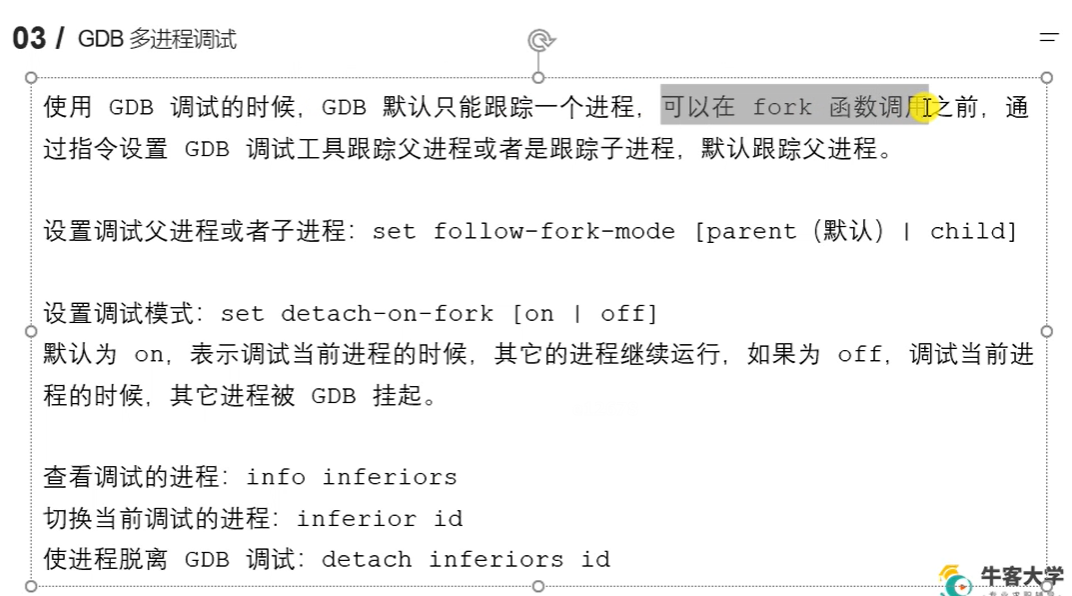 03 / GDB 多进程调试
使用 GDB 调试的时候，GDB 默认只能跟踪一个进程，可以在 fork 函数调用之前，通
过指令设置 GDB 调试工具跟踪父进程或者是跟踪子进程，默认跟踪父进程。
设置调试父进程或者子进程：set follow-fork-mode [parent（默认）| child]
设置调试模式：set detach-on-fork [on | off]
默认为 on，表示调试当前进程的时候，其它的进程继续运行，如果为 off，调试当前进
程的时候，其它进程被 GDB 挂起。
查看调试的进程：info inferiors
切换当前调试的进程：inferior id
使进程脱离 GDB 调试：detach inferiors id
牛客大学